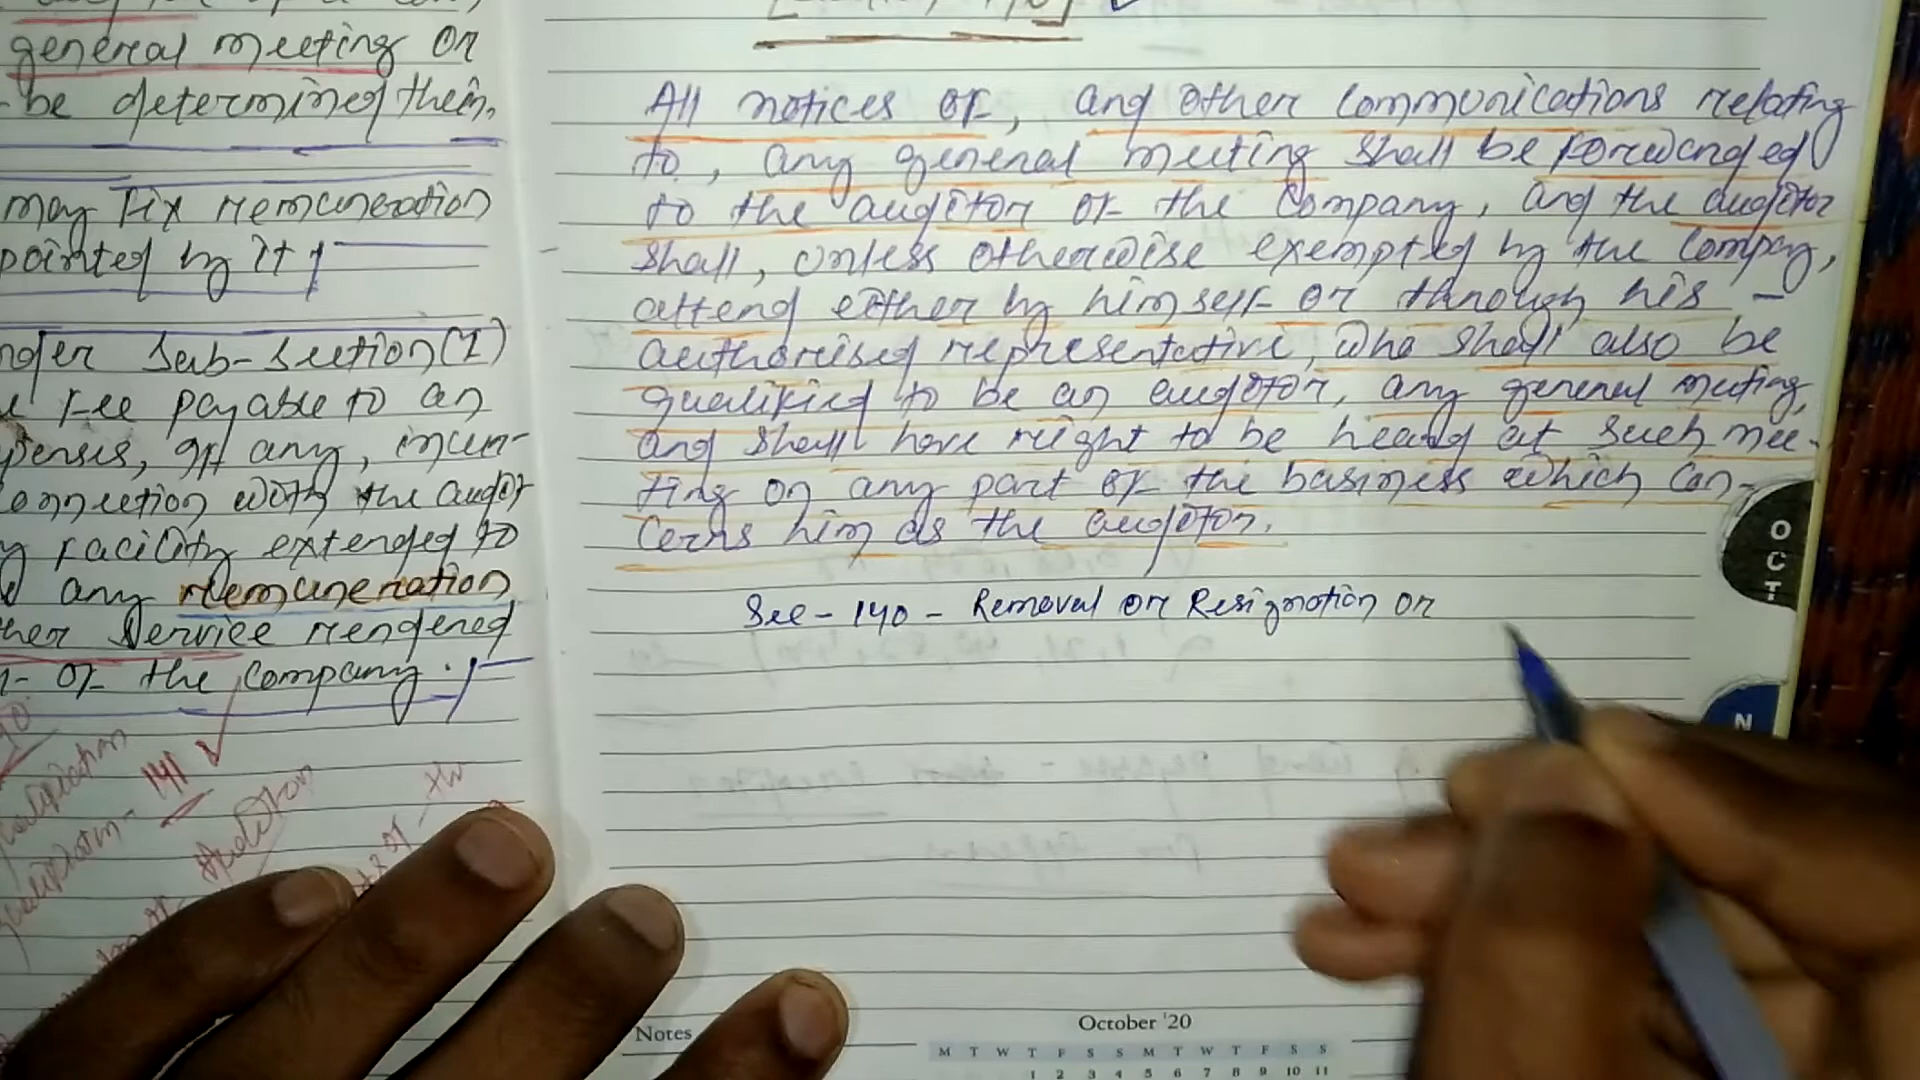 general meeting or
be determined them.
may Fix remuneration
pointed by it
nder Sub-Section (1)
Fee payable to an
penses, if any, incur-
onnection with the audit
facility extended to
any Remuneration
her Service rendered
of the company.
141
All notices of, and other communications relating
to, any general meeting shall be forwarded
to the auditor of the Company, and the auditor
shall, unless otherwise exempted by the Company,
attend either by himself or through his -
authorised representative, who shall also be
qualified to be an auditor, any general meeting,
and shall have right to be heard at such mee-
ting on any part of the business which con-
cerns him as the auditor.
Sec - 140 - Removal or Resignation or
OCT
N
Notes
October '20
M T W T F S S M T W T F S S
1 2 3 4 5 6 7 8 9 10 11